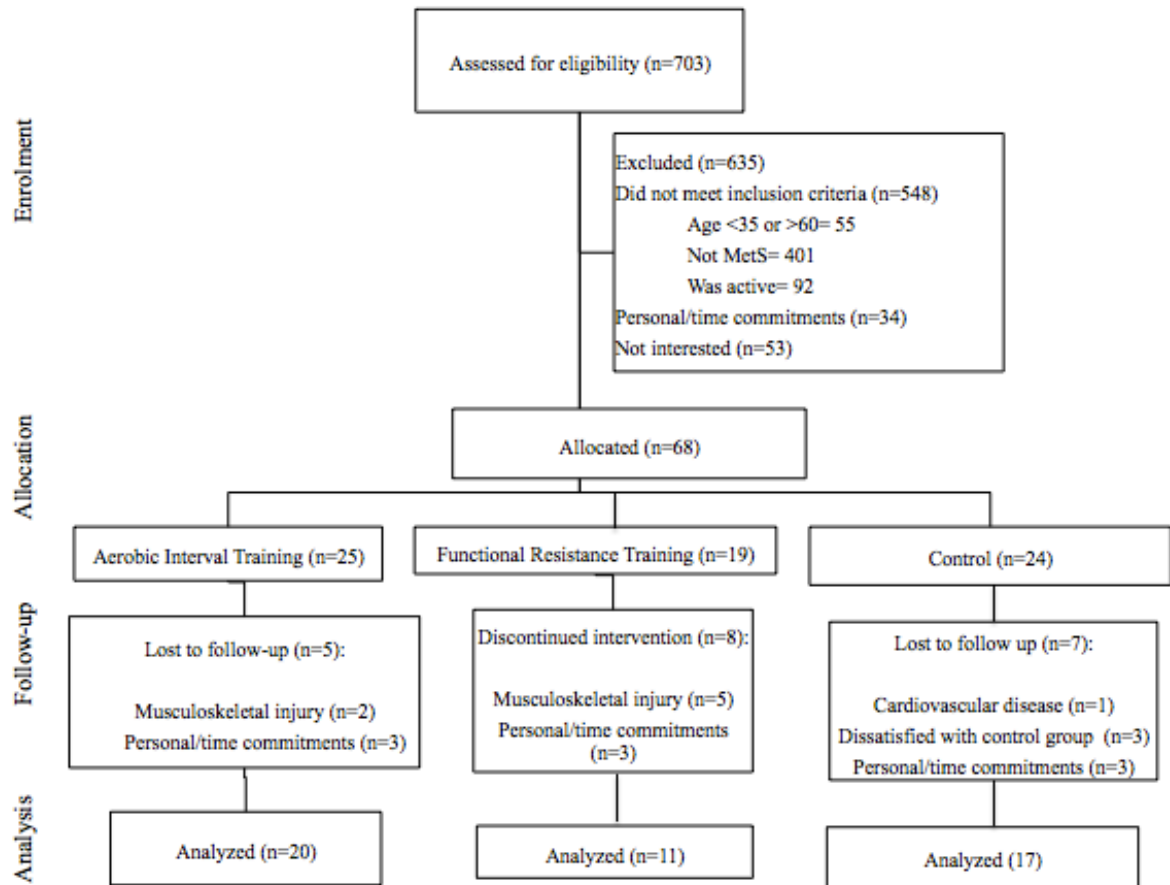 Enrolment
Assessed for eligibility (n=703)
Excluded (n=635)
Did not meet inclusion criteria (n=548)
Age <35 or >60= 55
Not MetS= 401
Was active= 92
Personal/time commitments (n=34)
Not interested (n=53)
Allocation
Allocated (n=68)
Aerobic Interval Training (n=25)
Functional Resistance Training (n=19)
Control (n=24)
Follow-up
Lost to follow-up (n=5):
Musculoskeletal injury (n=2)
Personal/time commitments (n=3)
Discontinued intervention (n=8):
Musculoskeletal injury (n=5)
Personal/time commitments
(n=3)
Lost to follow up (n=7):
Cardiovascular disease (n=1)
Dissatisfied with control group (n=3)
Personal/time commitments (n=3)
Analysis
Analyzed (n=20)
Analyzed (n=11)
Analyzed (17)